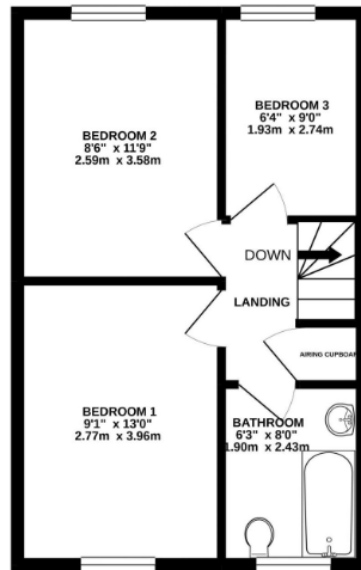 BEDROOM 2
8'6" x 11'9"
2.59m x 3.58m
BEDROOM 3
6'4" x 9'0"
1.93m x 2.74m
DOWN
LANDING
AIRING CUPBOAR
BEDROOM 1
9'1" x 13'0"
2.77m x 3.96m
BATHROOM
6'3" x 8'0"
1.90m x 2.43m